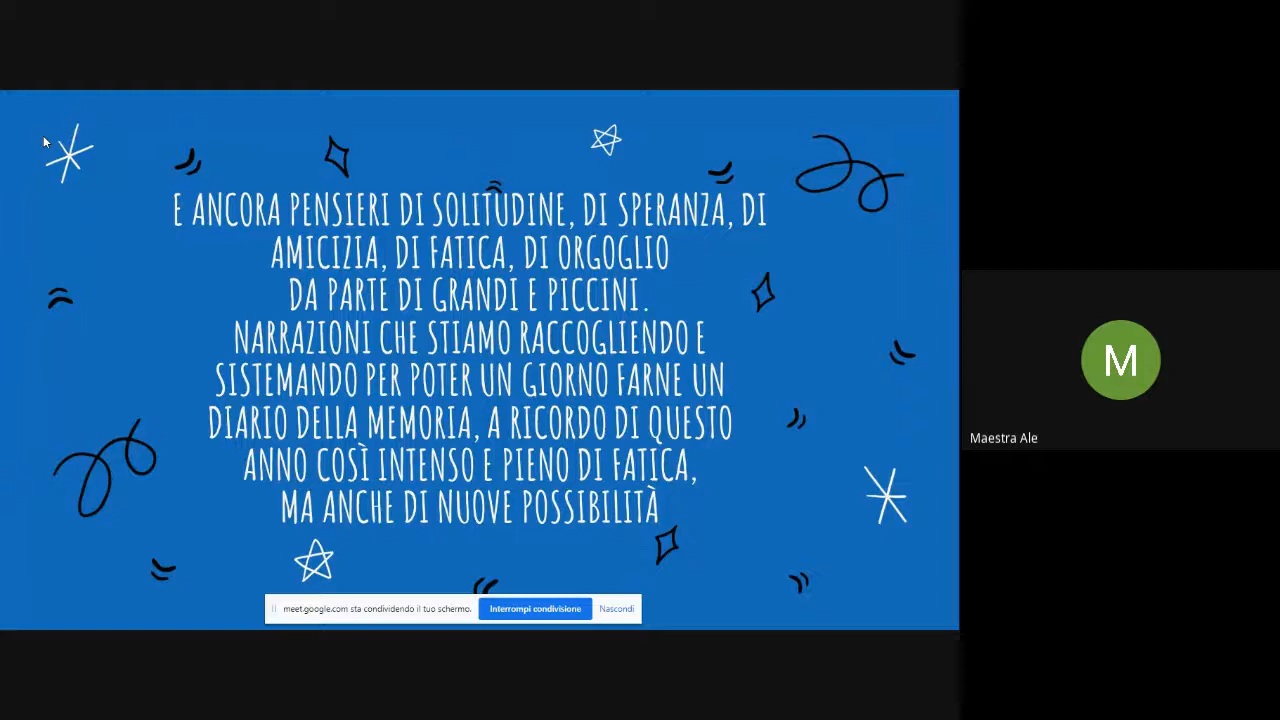 E ANCORA PENSIERI DI SOLITUDINE, DI SPERANZA, DI
AMICIZIA, DI FATICA, DI ORGOGLIO
DA PARTE DI GRANDI E PICCINI.
NARRAZIONI CHE STIAMO RACCOGLIENDO E
SISTEMANDO PER POTER UN GIORNO FARNE UN
DIARIO DELLA MEMORIA, A RICORDO DI QUESTO
ANNO COSÌ INTENSO E PIENO DI FATICA,
MA ANCHE DI NUOVE POSSIBILITÀ
meet.google.com sta condividendo il tuo schermo. Interrompi condivisione Nascondi
M
Maestra Ale